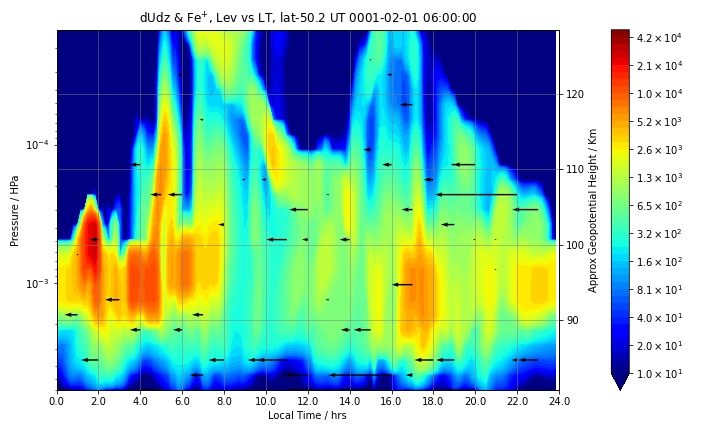 dUdz & Fe⁺, Lev vs LT, lat-50.2 UT 0001-02-01 06:00:00
Pressure / HPa
10⁻⁴
10⁻³
120
110
100
90
Approx Geopotential Height / Km
0.0 2.0 4.0 6.0 8.0 10.0 12.0 14.0 16.0 18.0 20.0 22.0 24.0
Local Time / hrs
4.2 × 10⁴
2.1 × 10⁴
1.0 × 10⁴
5.2 × 10³
2.6 × 10³
1.3 × 10³
6.5 × 10²
3.2 × 10²
1.6 × 10²
8.1 × 10¹
4.0 × 10¹
2.0 × 10¹
1.0 × 10¹